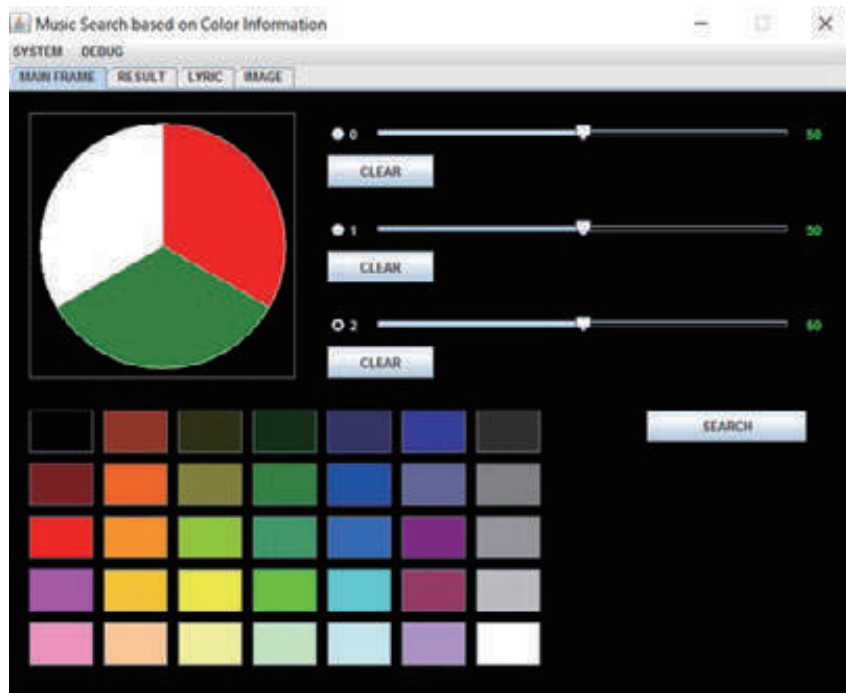 Music Search based on Color Information
SYSTEM DEBUG
MAIN FRAME RESULT LYRIC IMAGE
0 50
CLEAR
1 50
CLEAR
2 50
CLEAR
SEARCH